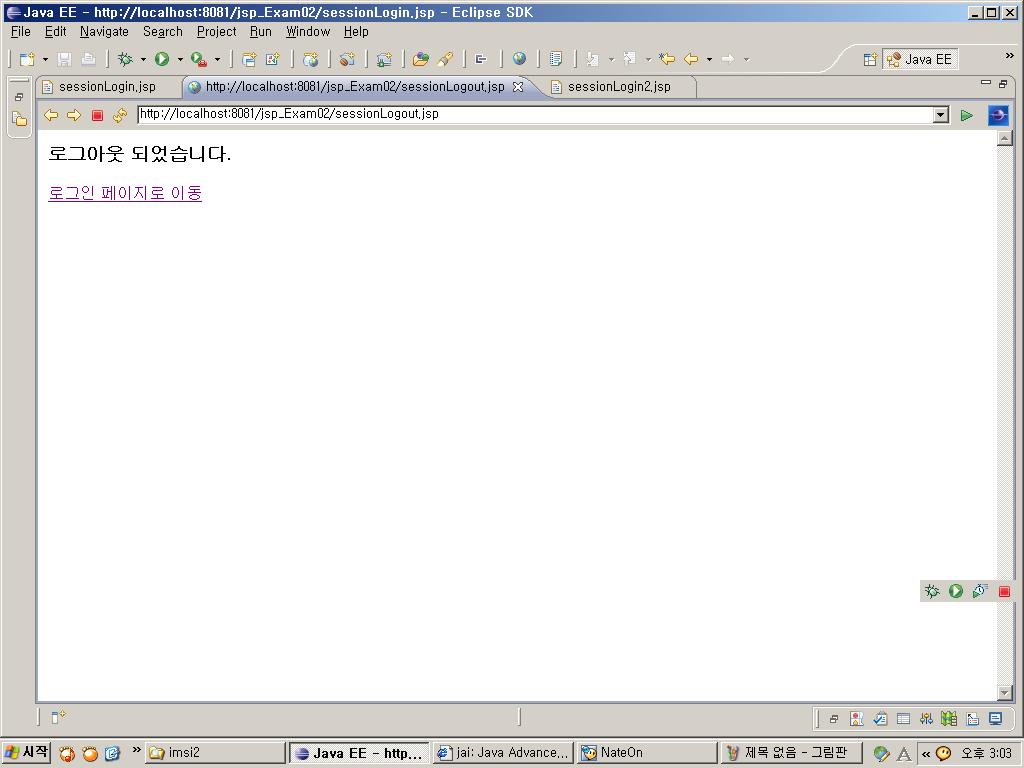 Java EE - http://localhost:8081/jsp_Exam02/sessionLogin.jsp - Eclipse SDK
File Edit Navigate Search Project Run Window Help
Java EE »
sessionLogin.jsp http://localhost:8081/jsp_Exam02/sessionLogout.jsp sessionLogin2.jsp
http://localhost:8081/jsp_Exam02/sessionLogout.jsp
로그아웃 되었습니다.
로그인 페이지로 이동
시작 » imsi2 Java EE - http... jai: Java Advance... NateOn 제목 없음 - 그림판 A « 오후 3:03